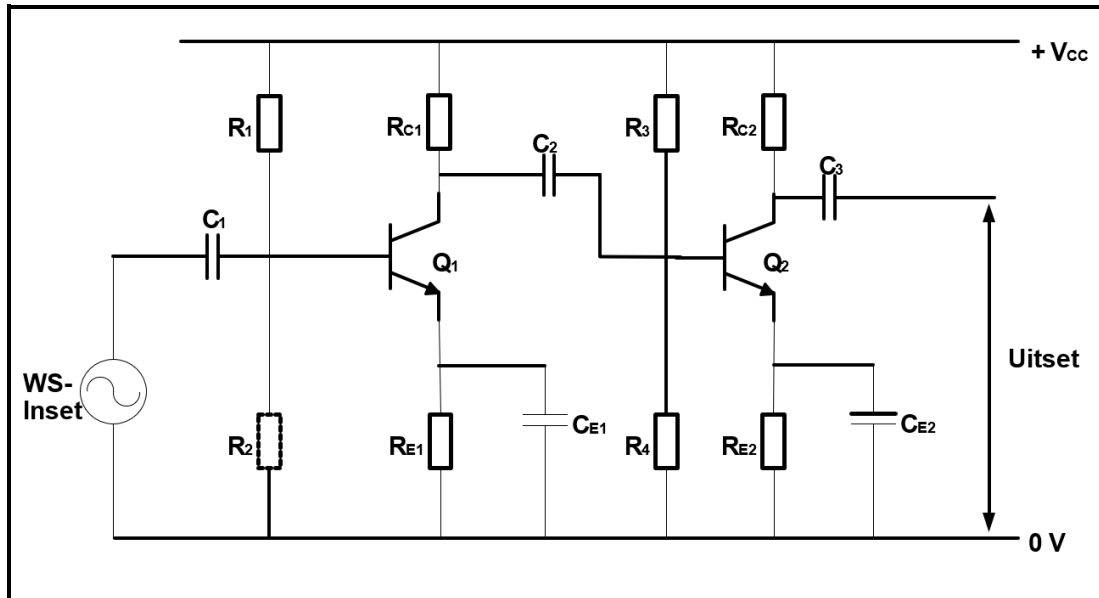 + VCC
R1
RC1
R3
RC2
C2
C3
C1
Q1
Q2
WS-
Inset
Uitset
R2
RE1
CE1
R4
RE2
CE2
0 V